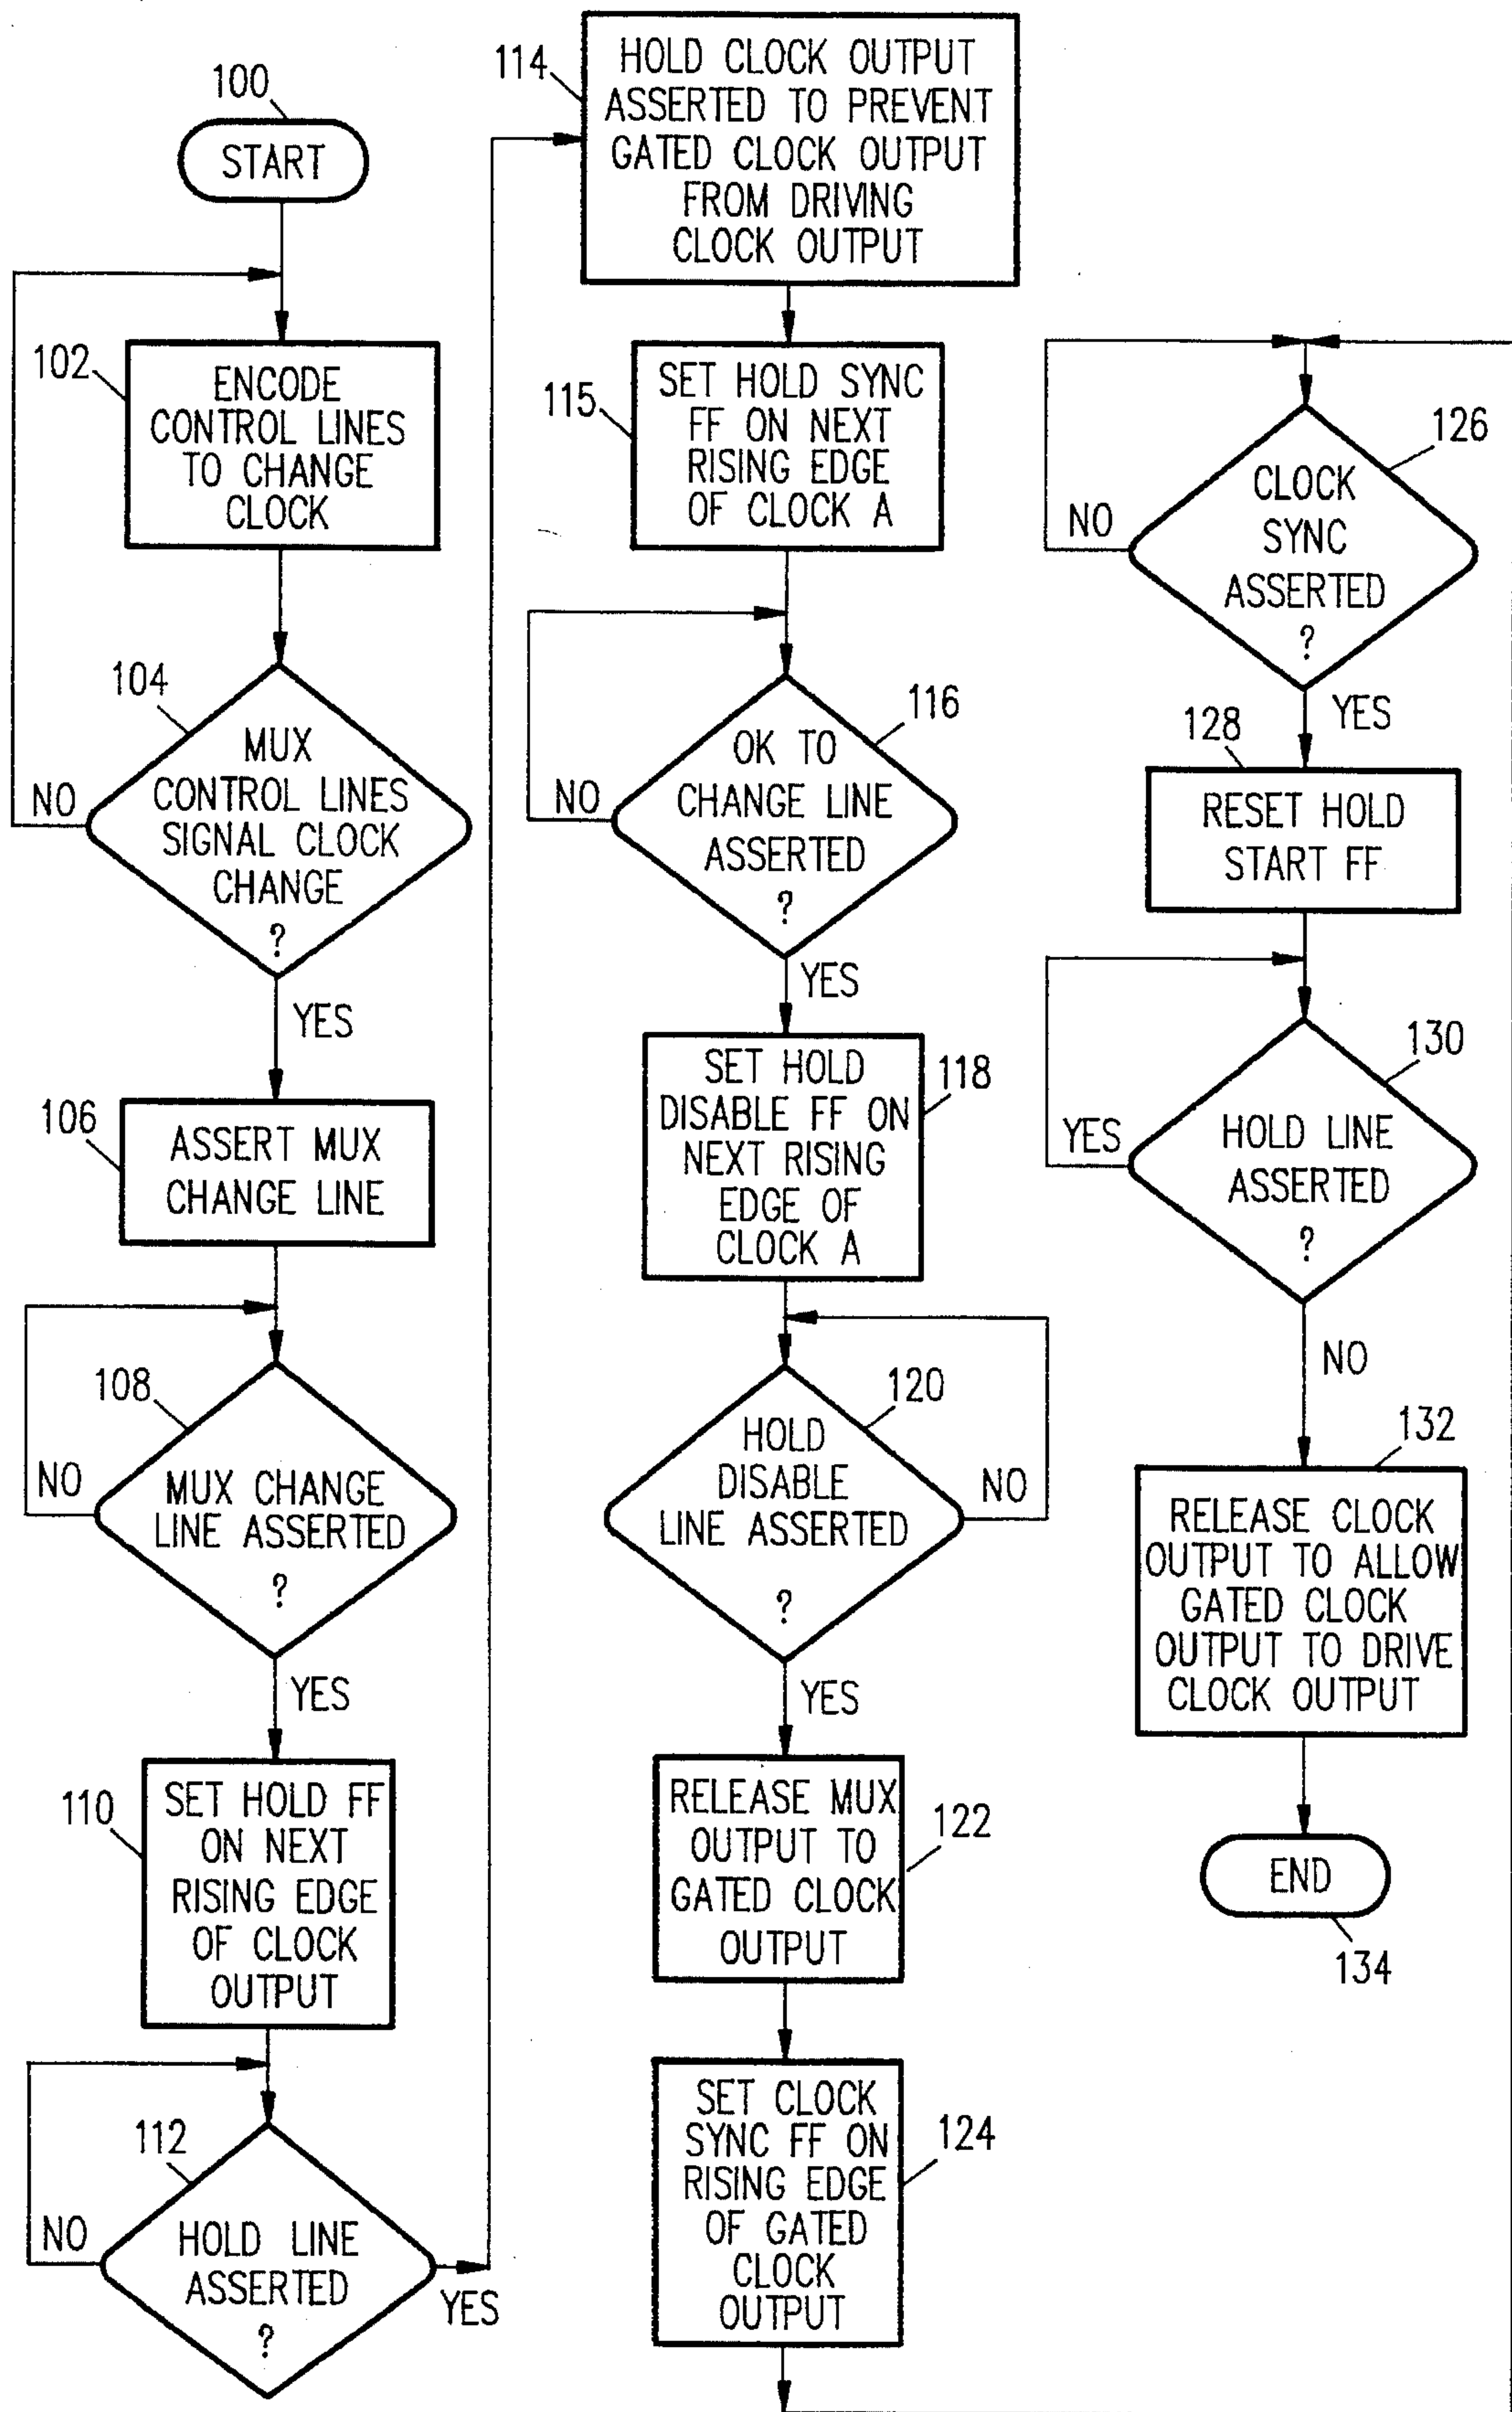 100
START
102
ENCODE
CONTROL LINES
TO CHANGE
CLOCK
104
MUX
CONTROL LINES
SIGNAL CLOCK
CHANGE
?
NO
YES
106
ASSERT MUX
CHANGE LINE
108
MUX CHANGE
LINE ASSERTED
?
NO
YES
110
SET HOLD FF
ON NEXT
RISING EDGE
OF CLOCK
OUTPUT
112
HOLD LINE
ASSERTED
?
NO
YES
114
HOLD CLOCK OUTPUT
ASSERTED TO PREVENT
GATED CLOCK OUTPUT
FROM DRIVING
CLOCK OUTPUT
115
SET HOLD SYNC
FF ON NEXT
RISING EDGE
OF CLOCK A
116
OK TO
CHANGE LINE
ASSERTED
?
NO
YES
118
SET HOLD
DISABLE FF ON
NEXT RISING
EDGE OF
CLOCK A
120
HOLD
DISABLE
LINE ASSERTED
?
NO
YES
122
RELEASE MUX
OUTPUT TO
GATED CLOCK
OUTPUT
124
SET CLOCK
SYNC FF ON
RISING EDGE
OF GATED
CLOCK
OUTPUT
126
CLOCK
SYNC
ASSERTED
?
NO
YES
128
RESET HOLD
START FF
130
HOLD LINE
ASSERTED
?
YES
NO
132
RELEASE CLOCK
OUTPUT TO ALLOW
GATED CLOCK
OUTPUT TO DRIVE
CLOCK OUTPUT
END
134